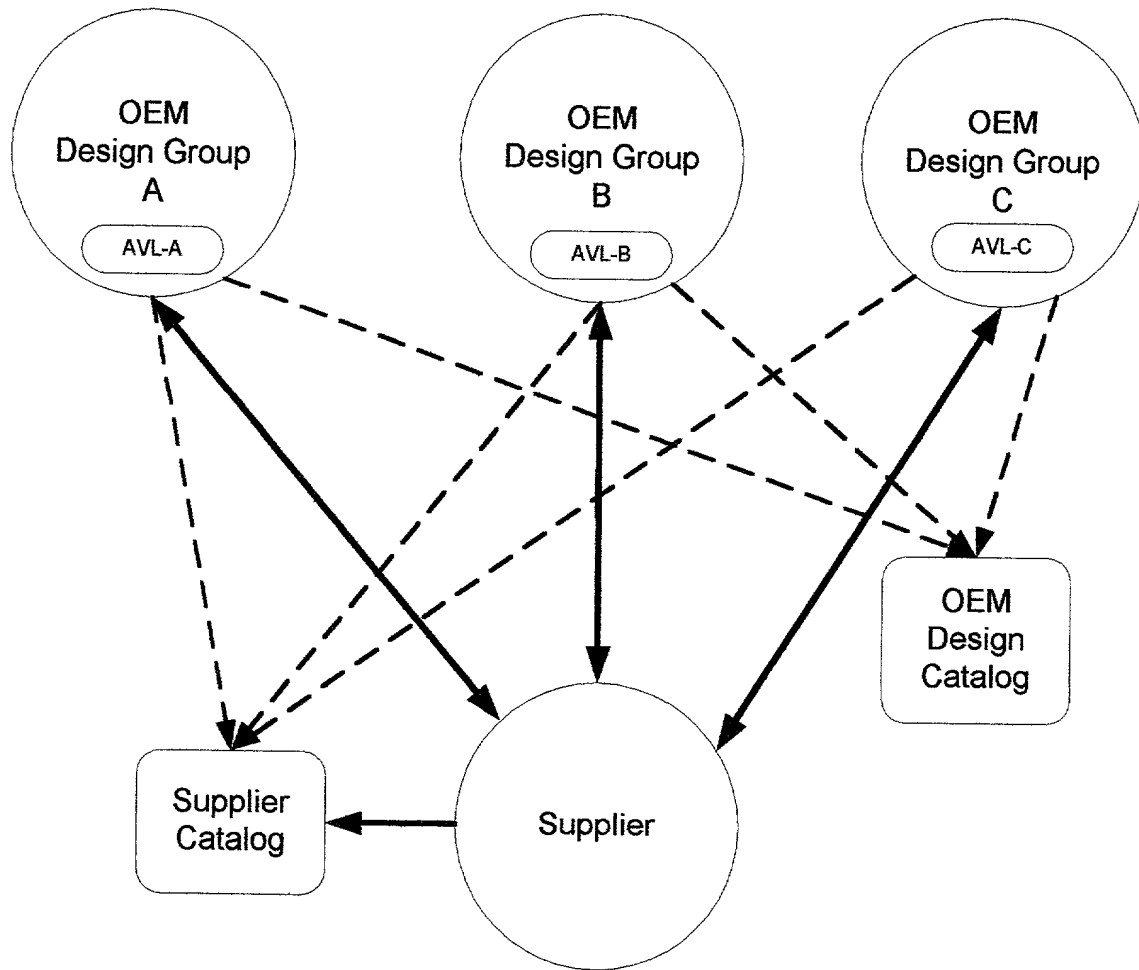 OEM
Design Group
A
AVL-A
OEM
Design Group
B
AVL-B
OEM
Design Group
C
AVL-C
OEM
Design
Catalog
Supplier
Catalog
Supplier